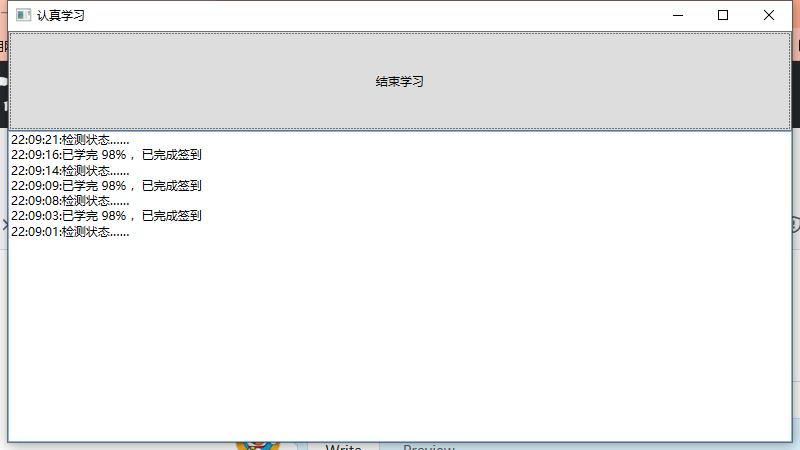 认真学习
结束学习
22:09:21:检测状态......
22:09:16:已学完 98% ，已完成签到
22:09:14:检测状态......
22:09:09:已学完 98% ，已完成签到
22:09:08:检测状态......
22:09:03:已学完 98% ，已完成签到
22:09:01:检测状态......
Write Preview